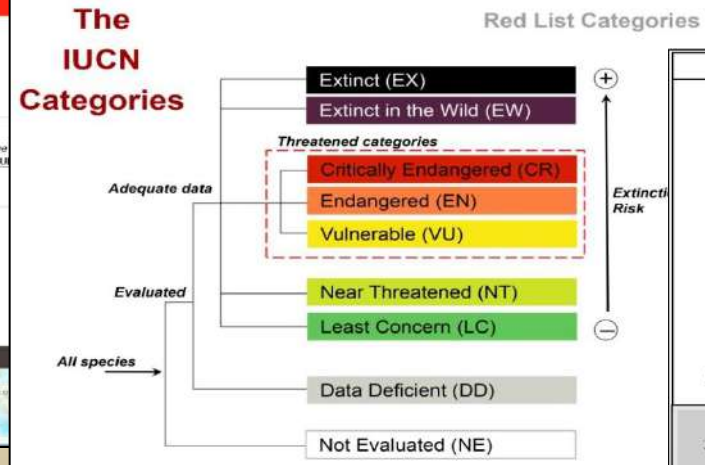 The
IUCN
Categories
Red List Categories
Extinct (EX)
Extinct in the Wild (EW)
Threatened categories
Critically Endangered (CR)
Adequate data
Endangered (EN)
Risk
Vulnerable (VU)
Evaluated
Near Threatened (NT)
Least Concern (LC)
All species
Data Deficient (DD)
Not Evaluated (NE)